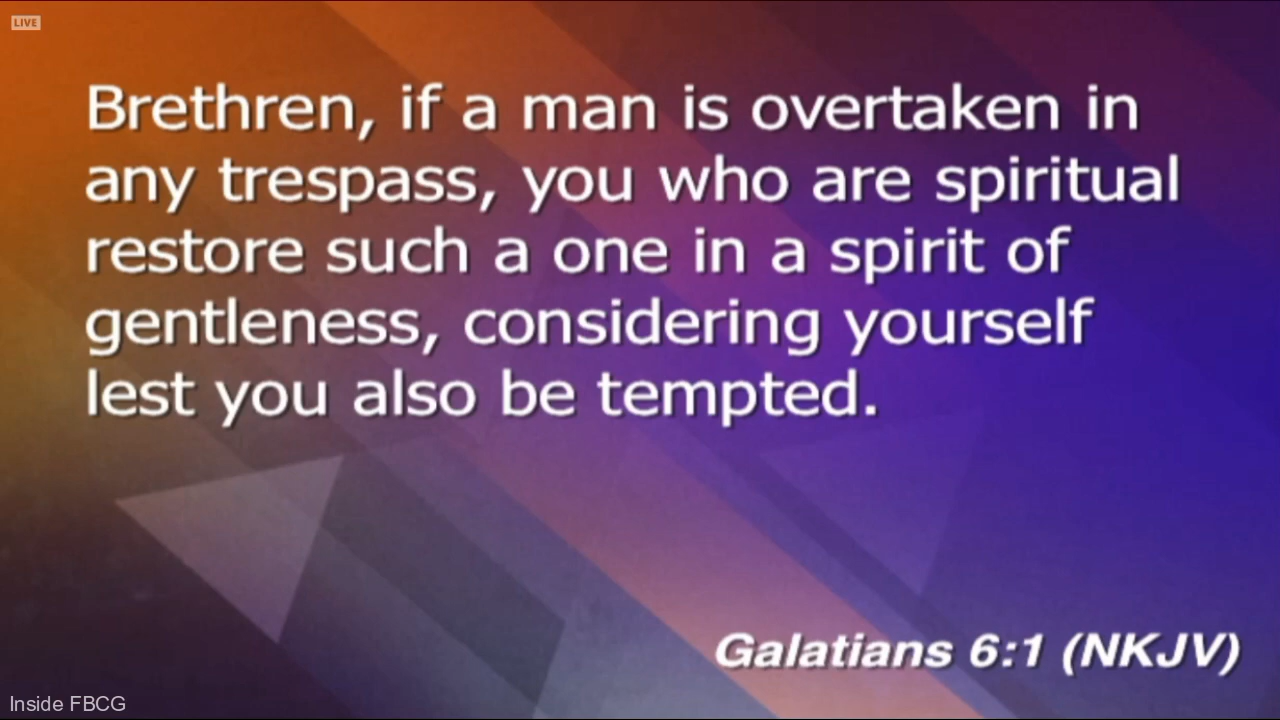 LIVE
Brethren, if a man is overtaken in
any trespass, you who are spiritual
restore such a one in a spirit of
gentleness, considering yourself
lest you also be tempted.
Galatians 6:1 (NKJV)
Inside FBCG